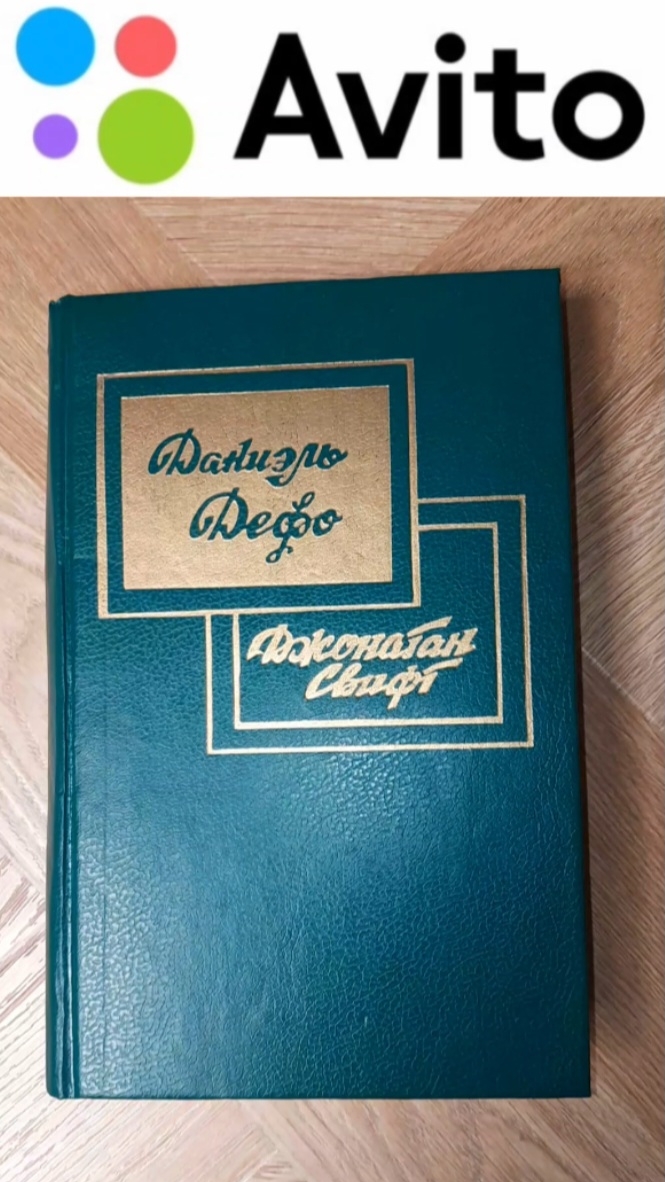 Avito
Даниэль
Дефо
Джонатан
Свифт